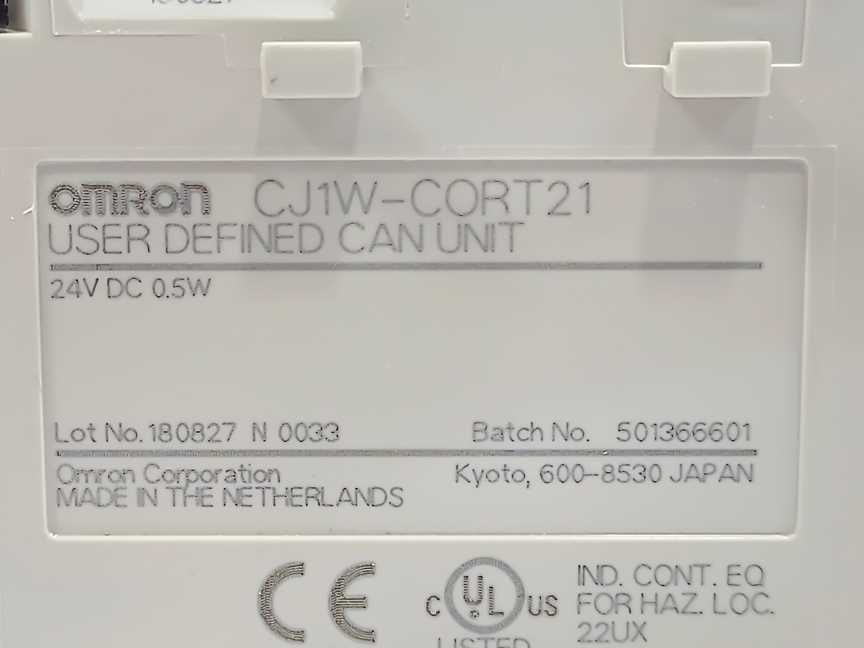 OMRON CJ1W-CORT21
USER DEFINED CAN UNIT
24V DC 0.5W
Lot No. 180827 N 0033 Batch No. 501366601
Omron Corporation Kyoto, 600-8530 JAPAN
MADE IN THE NETHERLANDS
CE
C UL US
LISTED
IND. CONT. EQ
FOR HAZ. LOC.
22UX